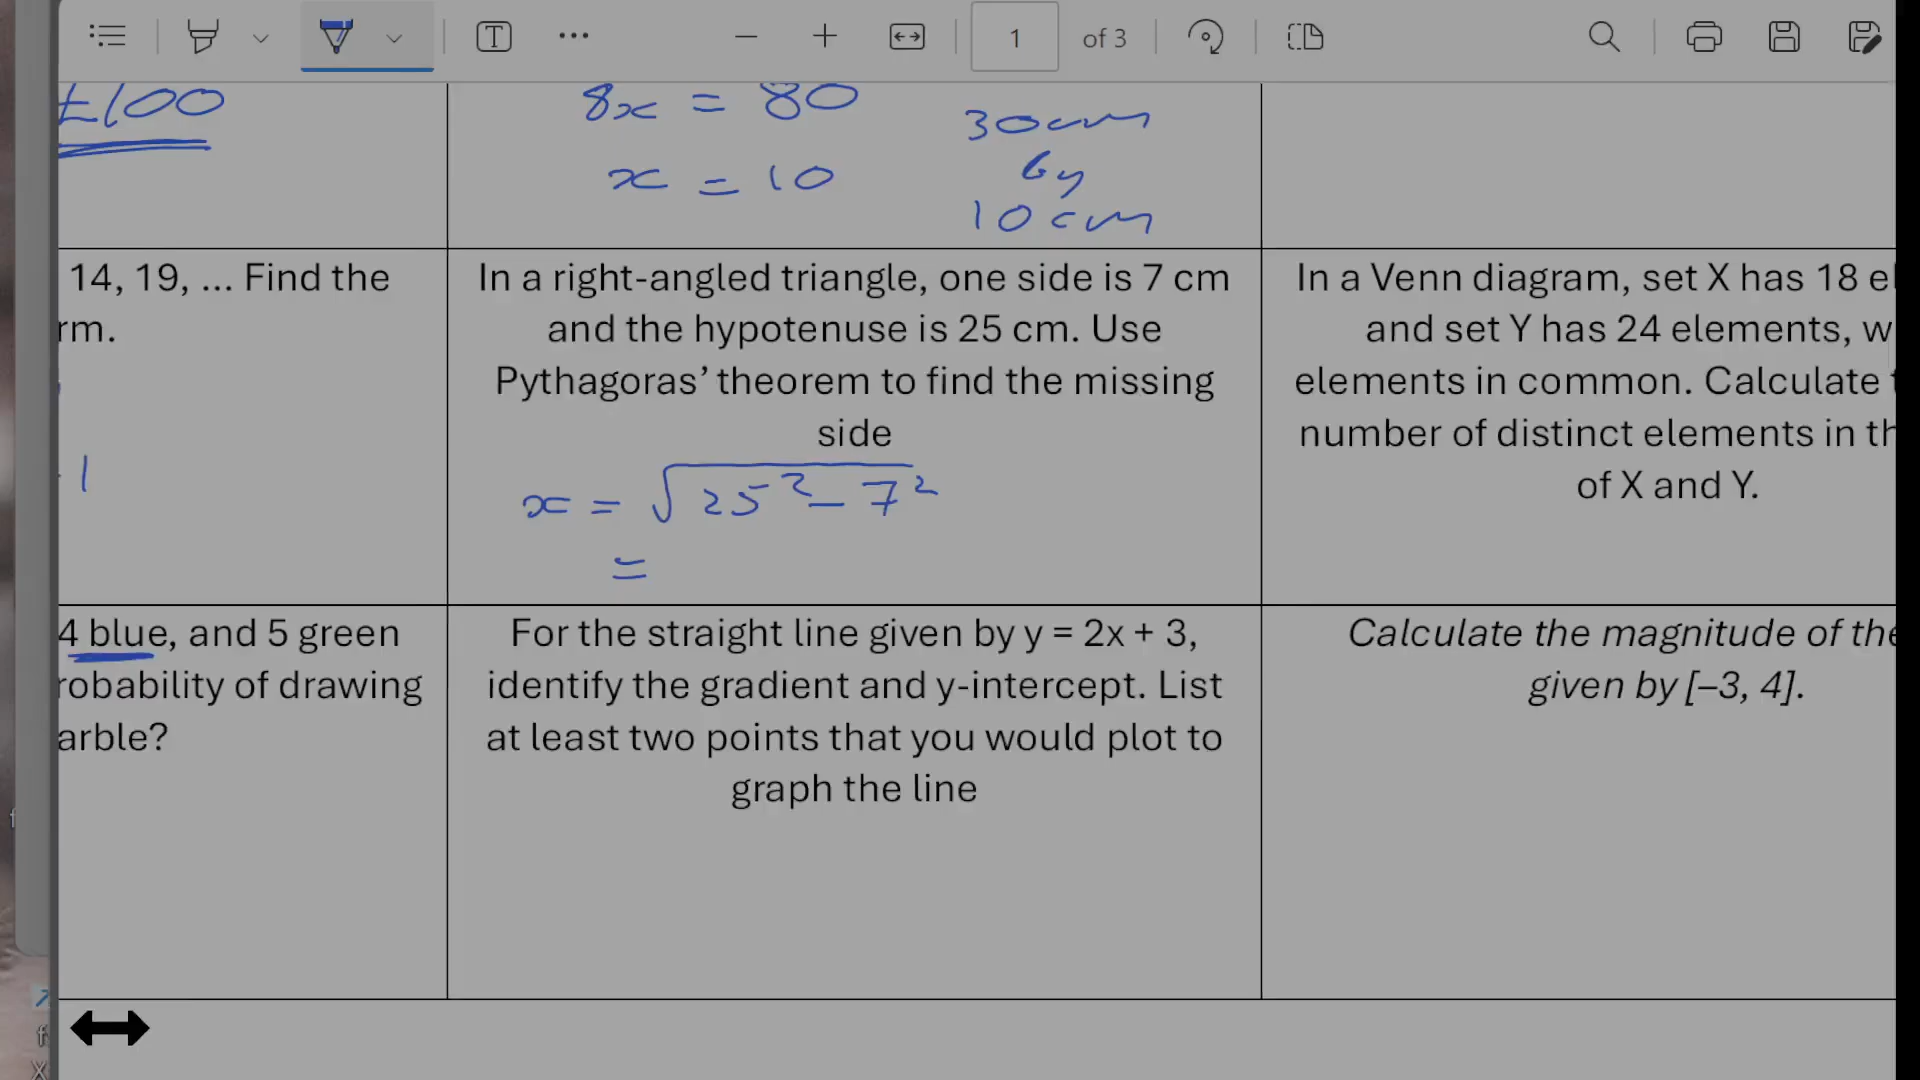 1 of 3
£100
8x = 80
x = 10
30cm
by
10cm
14, 19, ... Find the
rm.
1
In a right-angled triangle, one side is 7 cm
and the hypotenuse is 25 cm. Use
Pythagoras’ theorem to find the missing
side
x = √25² – 7²
=
In a Venn diagram, set X has 18 el
and set Y has 24 elements, w
elements in common. Calculate
number of distinct elements in th
of X and Y.
4 blue, and 5 green
robability of drawing
arble?
For the straight line given by y = 2x + 3,
identify the gradient and y-intercept. List
at least two points that you would plot to
graph the line
Calculate the magnitude of the
given by [–3, 4].